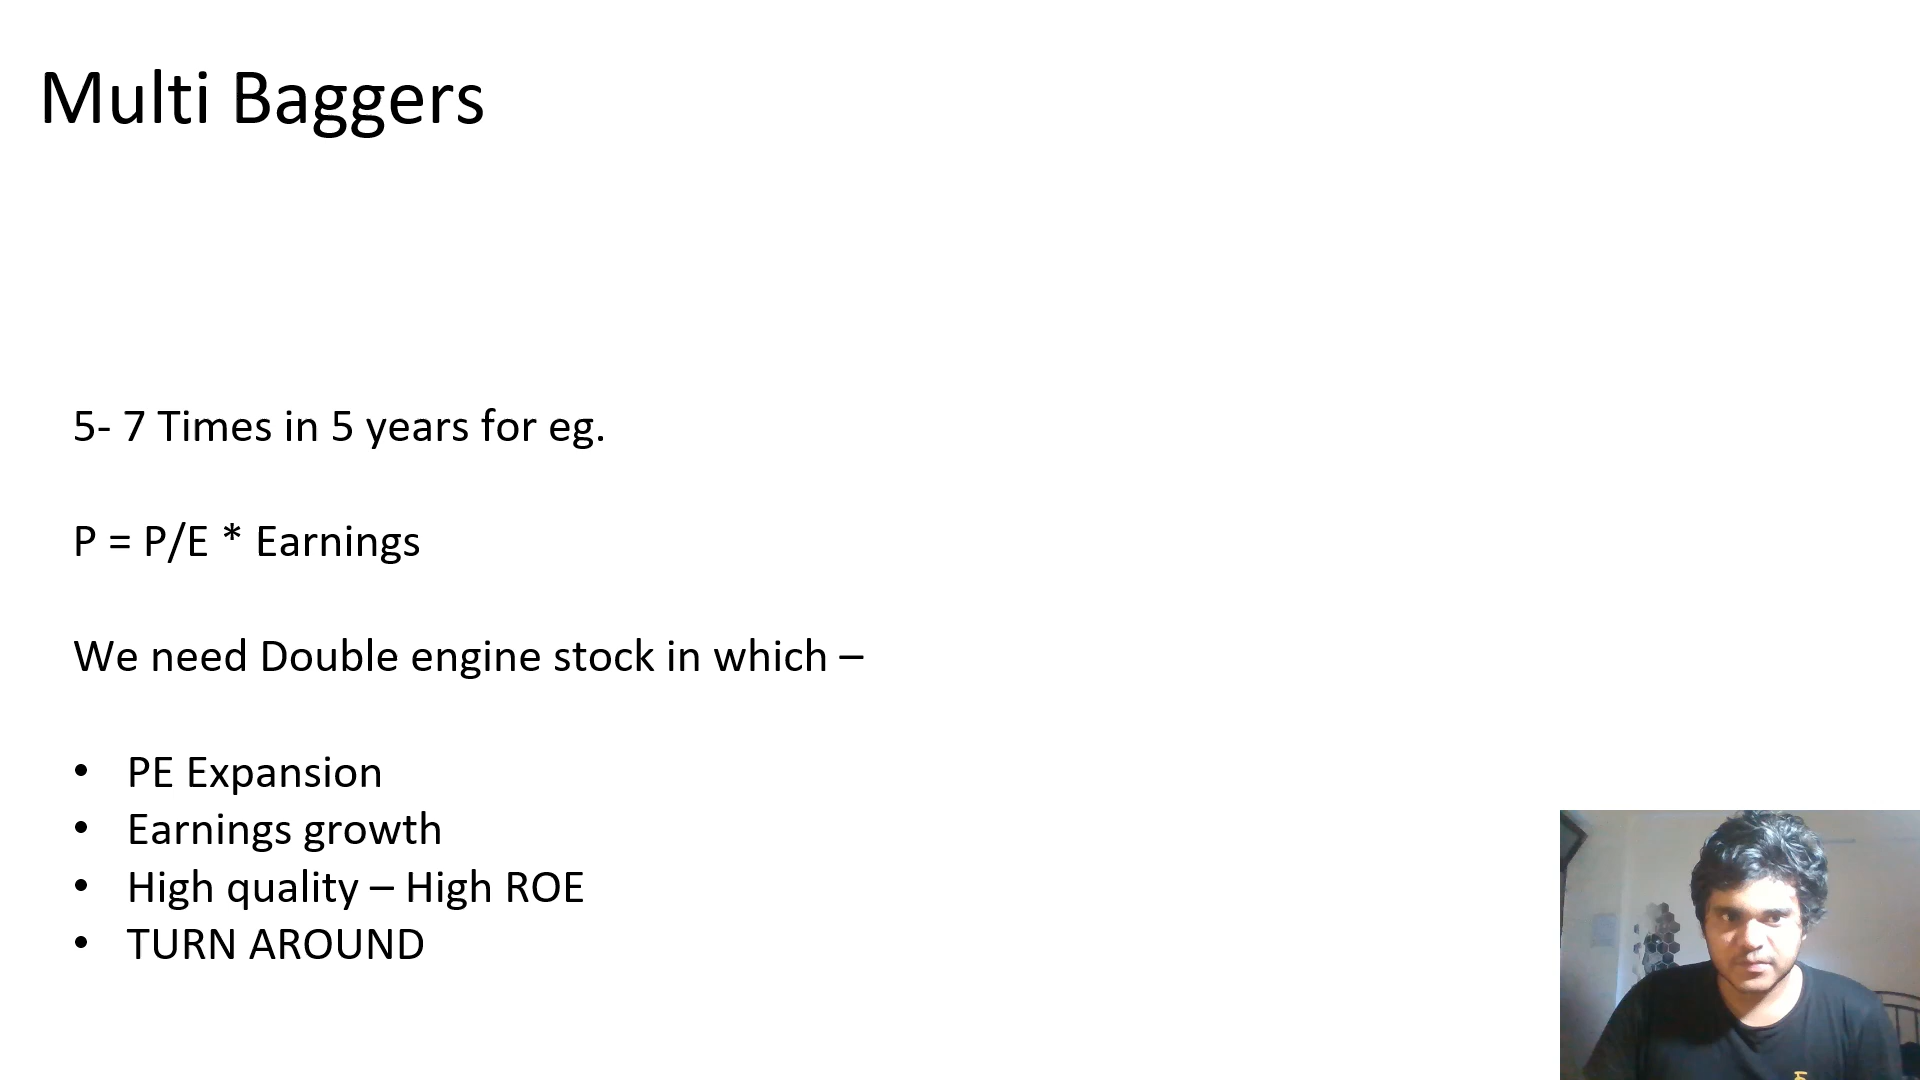 Multi Baggers
5- 7 Times in 5 years for eg.
P = P/E * Earnings
We need Double engine stock in which –
• PE Expansion
• Earnings growth
• High quality – High ROE
• TURN AROUND